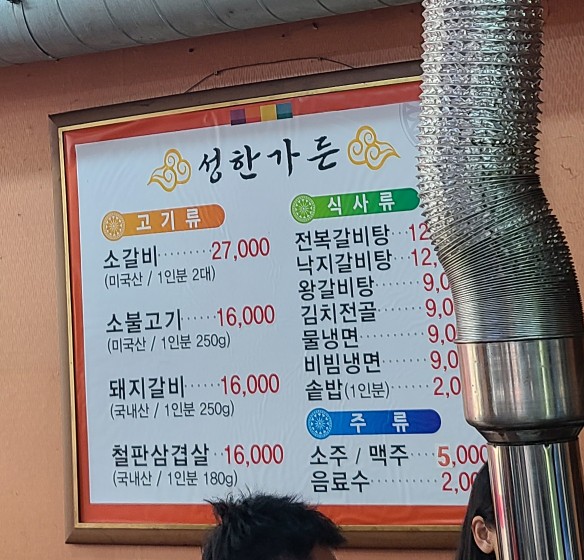 성한가든
고기류
소갈비 27,000
(미국산 / 1인분 2대)
소불고기 16,000
(미국산 / 1인분 250g)
돼지갈비 16,000
(국내산 / 1인분 250g)
철판삼겹살 16,000
(국내산 / 1인분 180g)
식사류
전복갈비탕
낙지갈비탕
왕갈비탕
김치전골
물냉면
비빔냉면
솥밥(1인분)
주류
소주 / 맥주 5,000
음료수